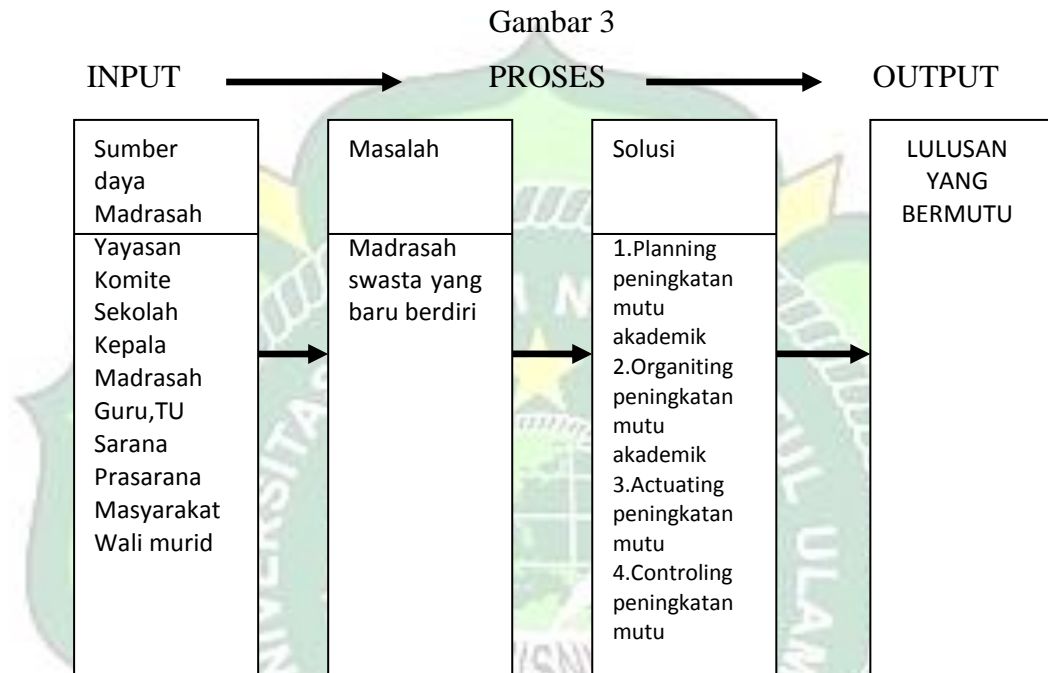 Gambar 3
INPUT PROSES OUTPUT
Sumber
daya
Madrasah
Yayasan
Komite
Sekolah
Kepala
Madrasah
Guru,TU
Sarana
Prasarana
Masyarakat
Wali murid
Masalah
Madrasah
swasta yang
baru berdiri
Solusi
1.Planning
peningkatan
mutu
akademik
2.Organiting
peningkatan
mutu
akademik
3.Actuating
peningkatan
mutu
4.Controling
peningkatan
mutu
LULUSAN
YANG
BERMUTU